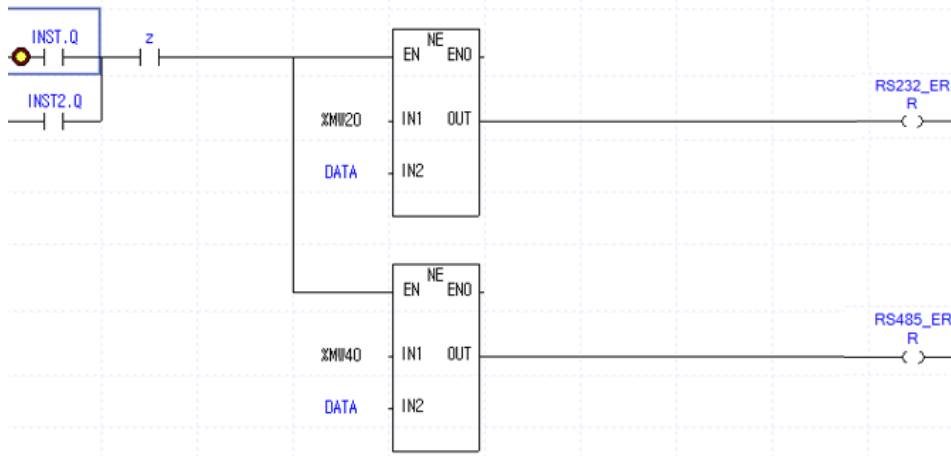 INST.Q
z
INST2.Q
NE
EN ENO
%MW20 IN1 OUT
DATA IN2
RS232_ER
R
NE
EN ENO
%MW40 IN1 OUT
DATA IN2
RS485_ER
R